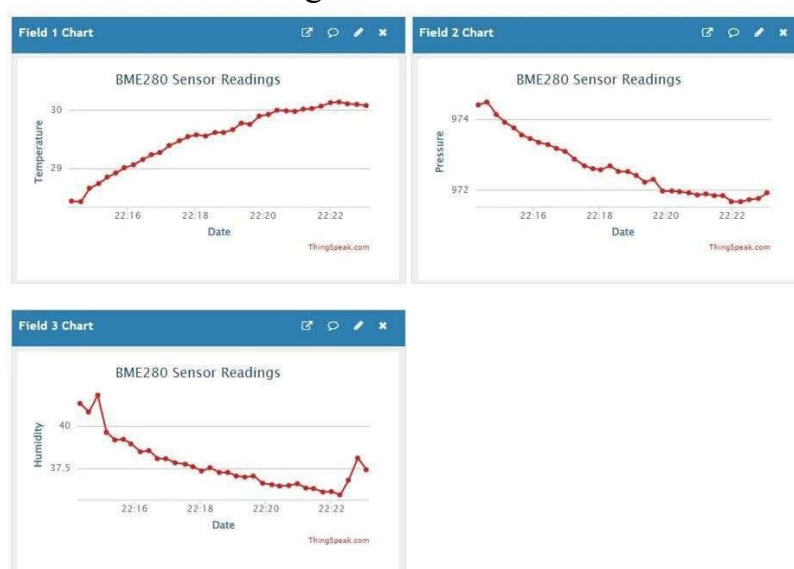 Field 1 Chart
BME280 Sensor Readings
Temperature
30
29
22:16 22:18 22:20 22:22
Date
ThingSpeak.com
Field 2 Chart
BME280 Sensor Readings
Pressure
974
972
22:16 22:18 22:20 22:22
Date
ThingSpeak.com
Field 3 Chart
BME280 Sensor Readings
Humidity
40
37.5
22:16 22:18 22:20 22:22
Date
ThingSpeak.com